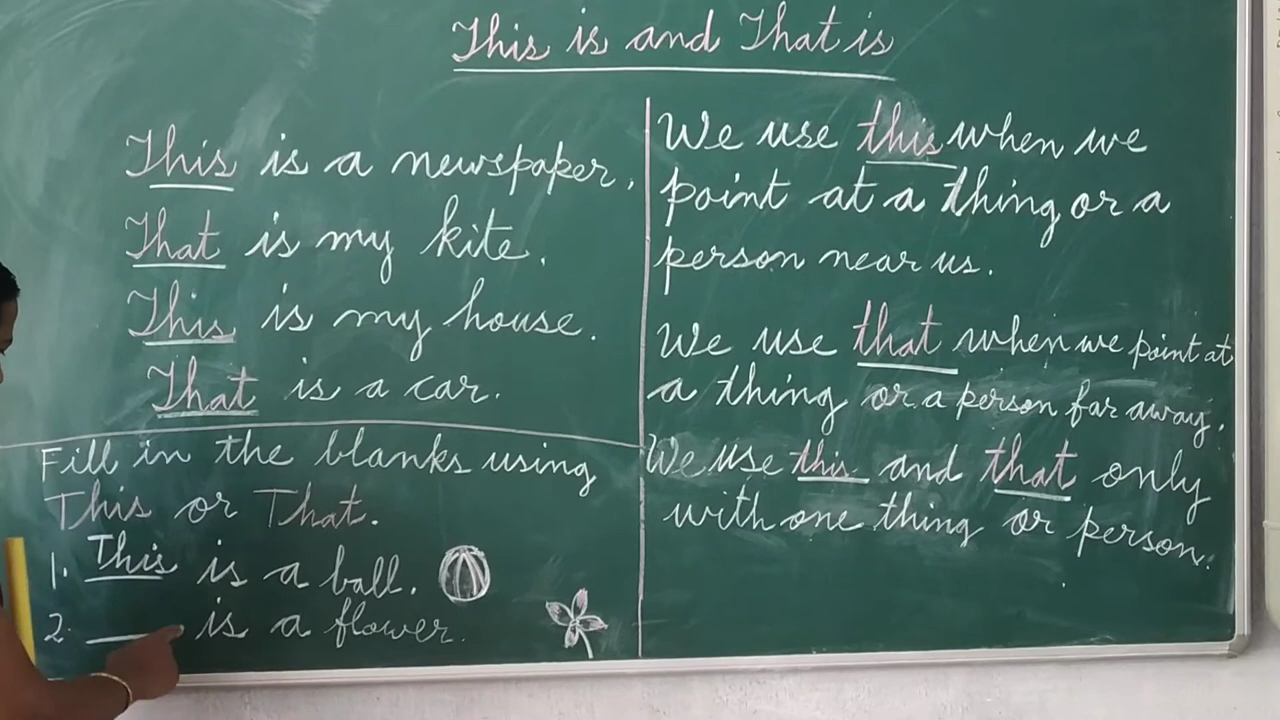 This is and That is
This is a newspaper.
That is my kite.
This is my house.
That is a car.
Fill in the blanks using
This or That.
1. This is a ball.
2. ____ is a flower.
We use this when we
point at a thing or a
person near us.
We use that when we point at
a thing or a person far away.
We use this and that only
with one thing or person.